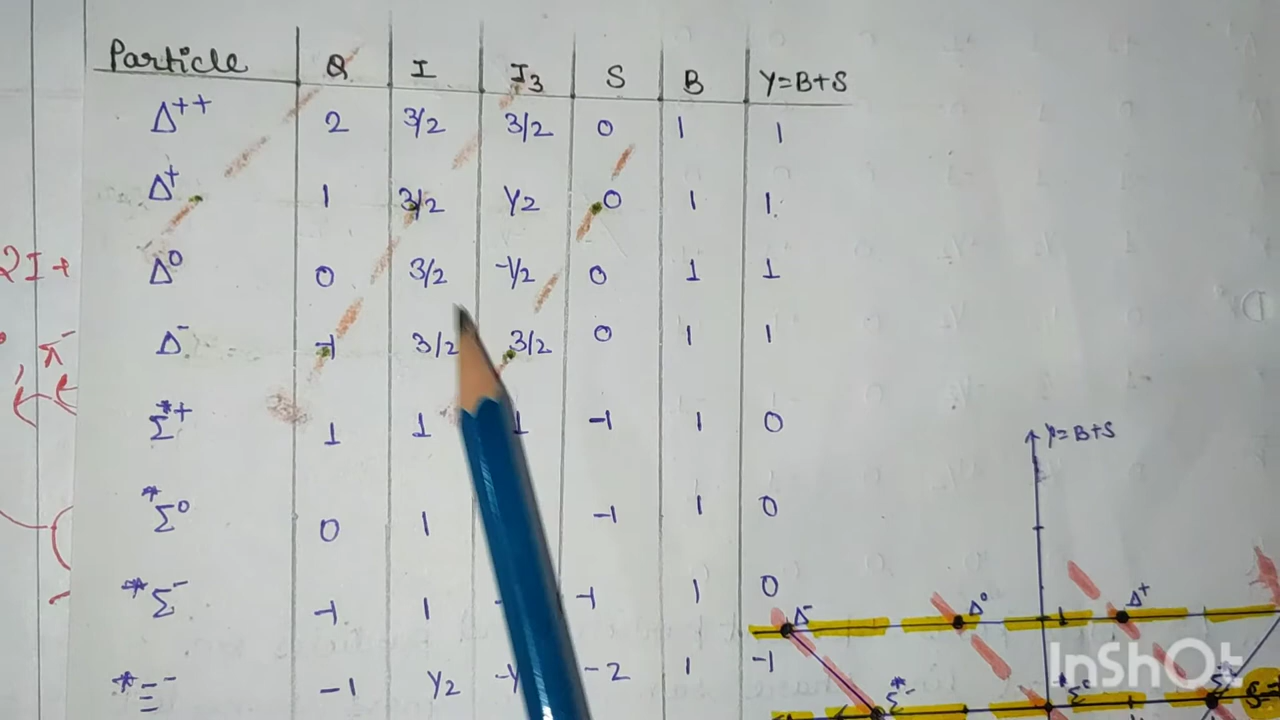 Particle Q I I3 S B Y=B+S
Δ++ 2 3/2 3/2 0 1 1
Δ+ 1 3/2 1/2 0 1 1
2I+
Δ0 0 3/2 -1/2 0 1 1
Δ- -1 3/2 3/2 0 1 1
π-
Σ*+ 1 1 1 -1 1 0
Y=B+S
*Σ0 0 1 -1 1 0
*Σ- -1 1 -1 1 0
Δ- Δ0 Δ+
*Ξ- -1 1/2 -2 1 -1
InShOt
Σ*- *Σ0